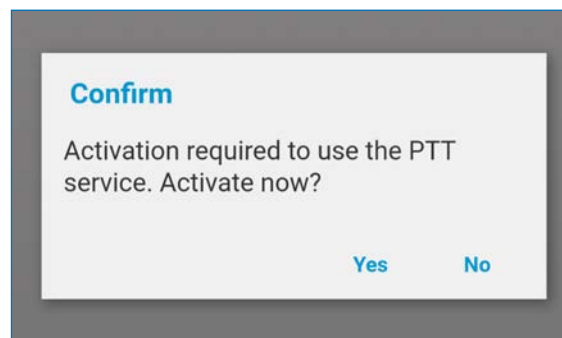 Confirm
Activation required to use the PTT
service. Activate now?
Yes No